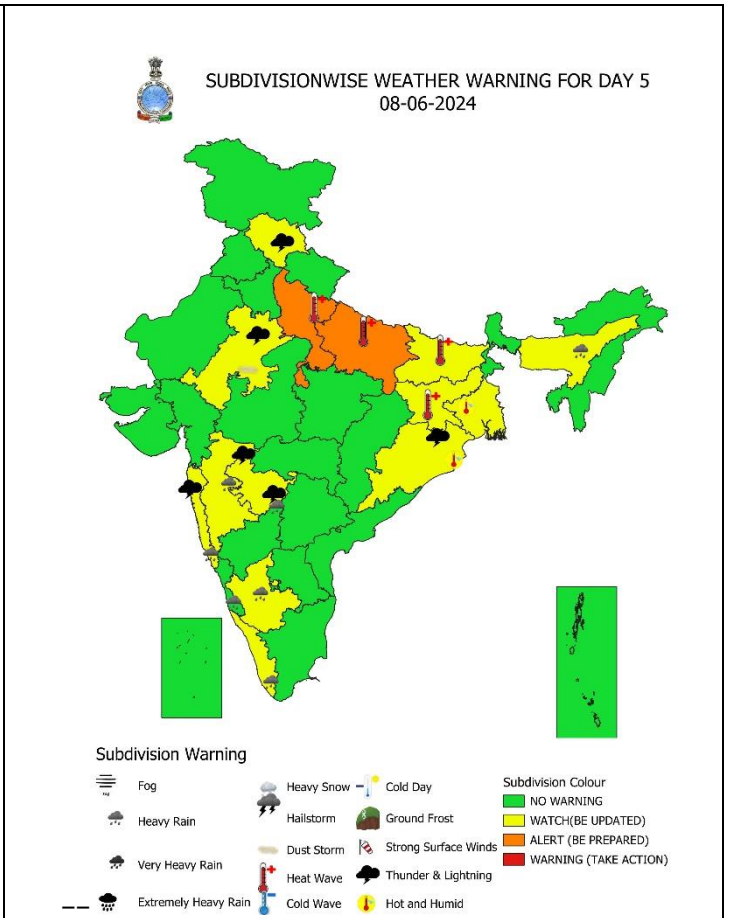 SUBDIVISIONWISE WEATHER WARNING FOR DAY 5
08-06-2024
Subdivision Warning
Fog
Heavy Rain
Very Heavy Rain
Extremely Heavy Rain
Heavy Snow
Hailstorm
Dust Storm
Heat Wave
Cold Wave
Cold Day
Ground Frost
Strong Surface Winds
Thunder & Lightning
Hot and Humid
Subdivision Colour
NO WARNING
WATCH(BE UPDATED)
ALERT (BE PREPARED)
WARNING (TAKE ACTION)